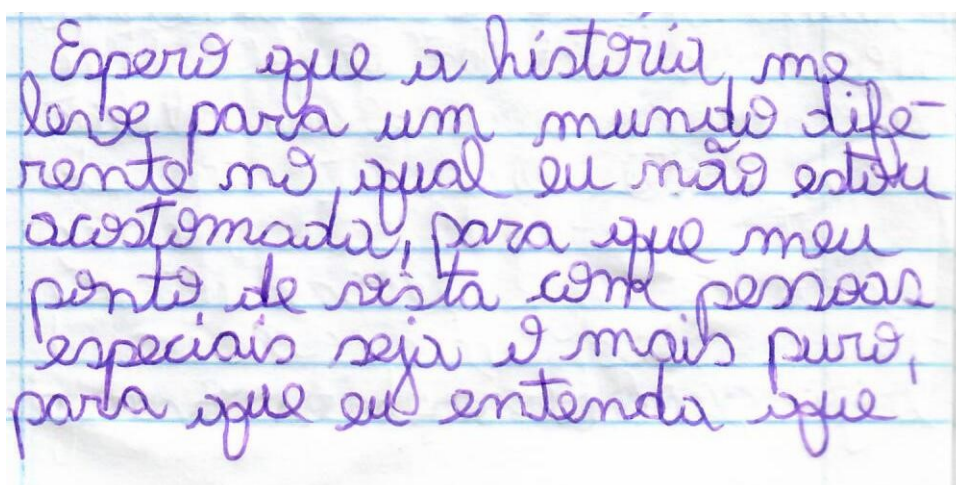 Espero que a história, me
leve para um mundo dife-
rente no qual eu não estou
acostomada, para que meu
ponto de vista com pessoas
especiais seja o mais puro,
para que eu entenda que